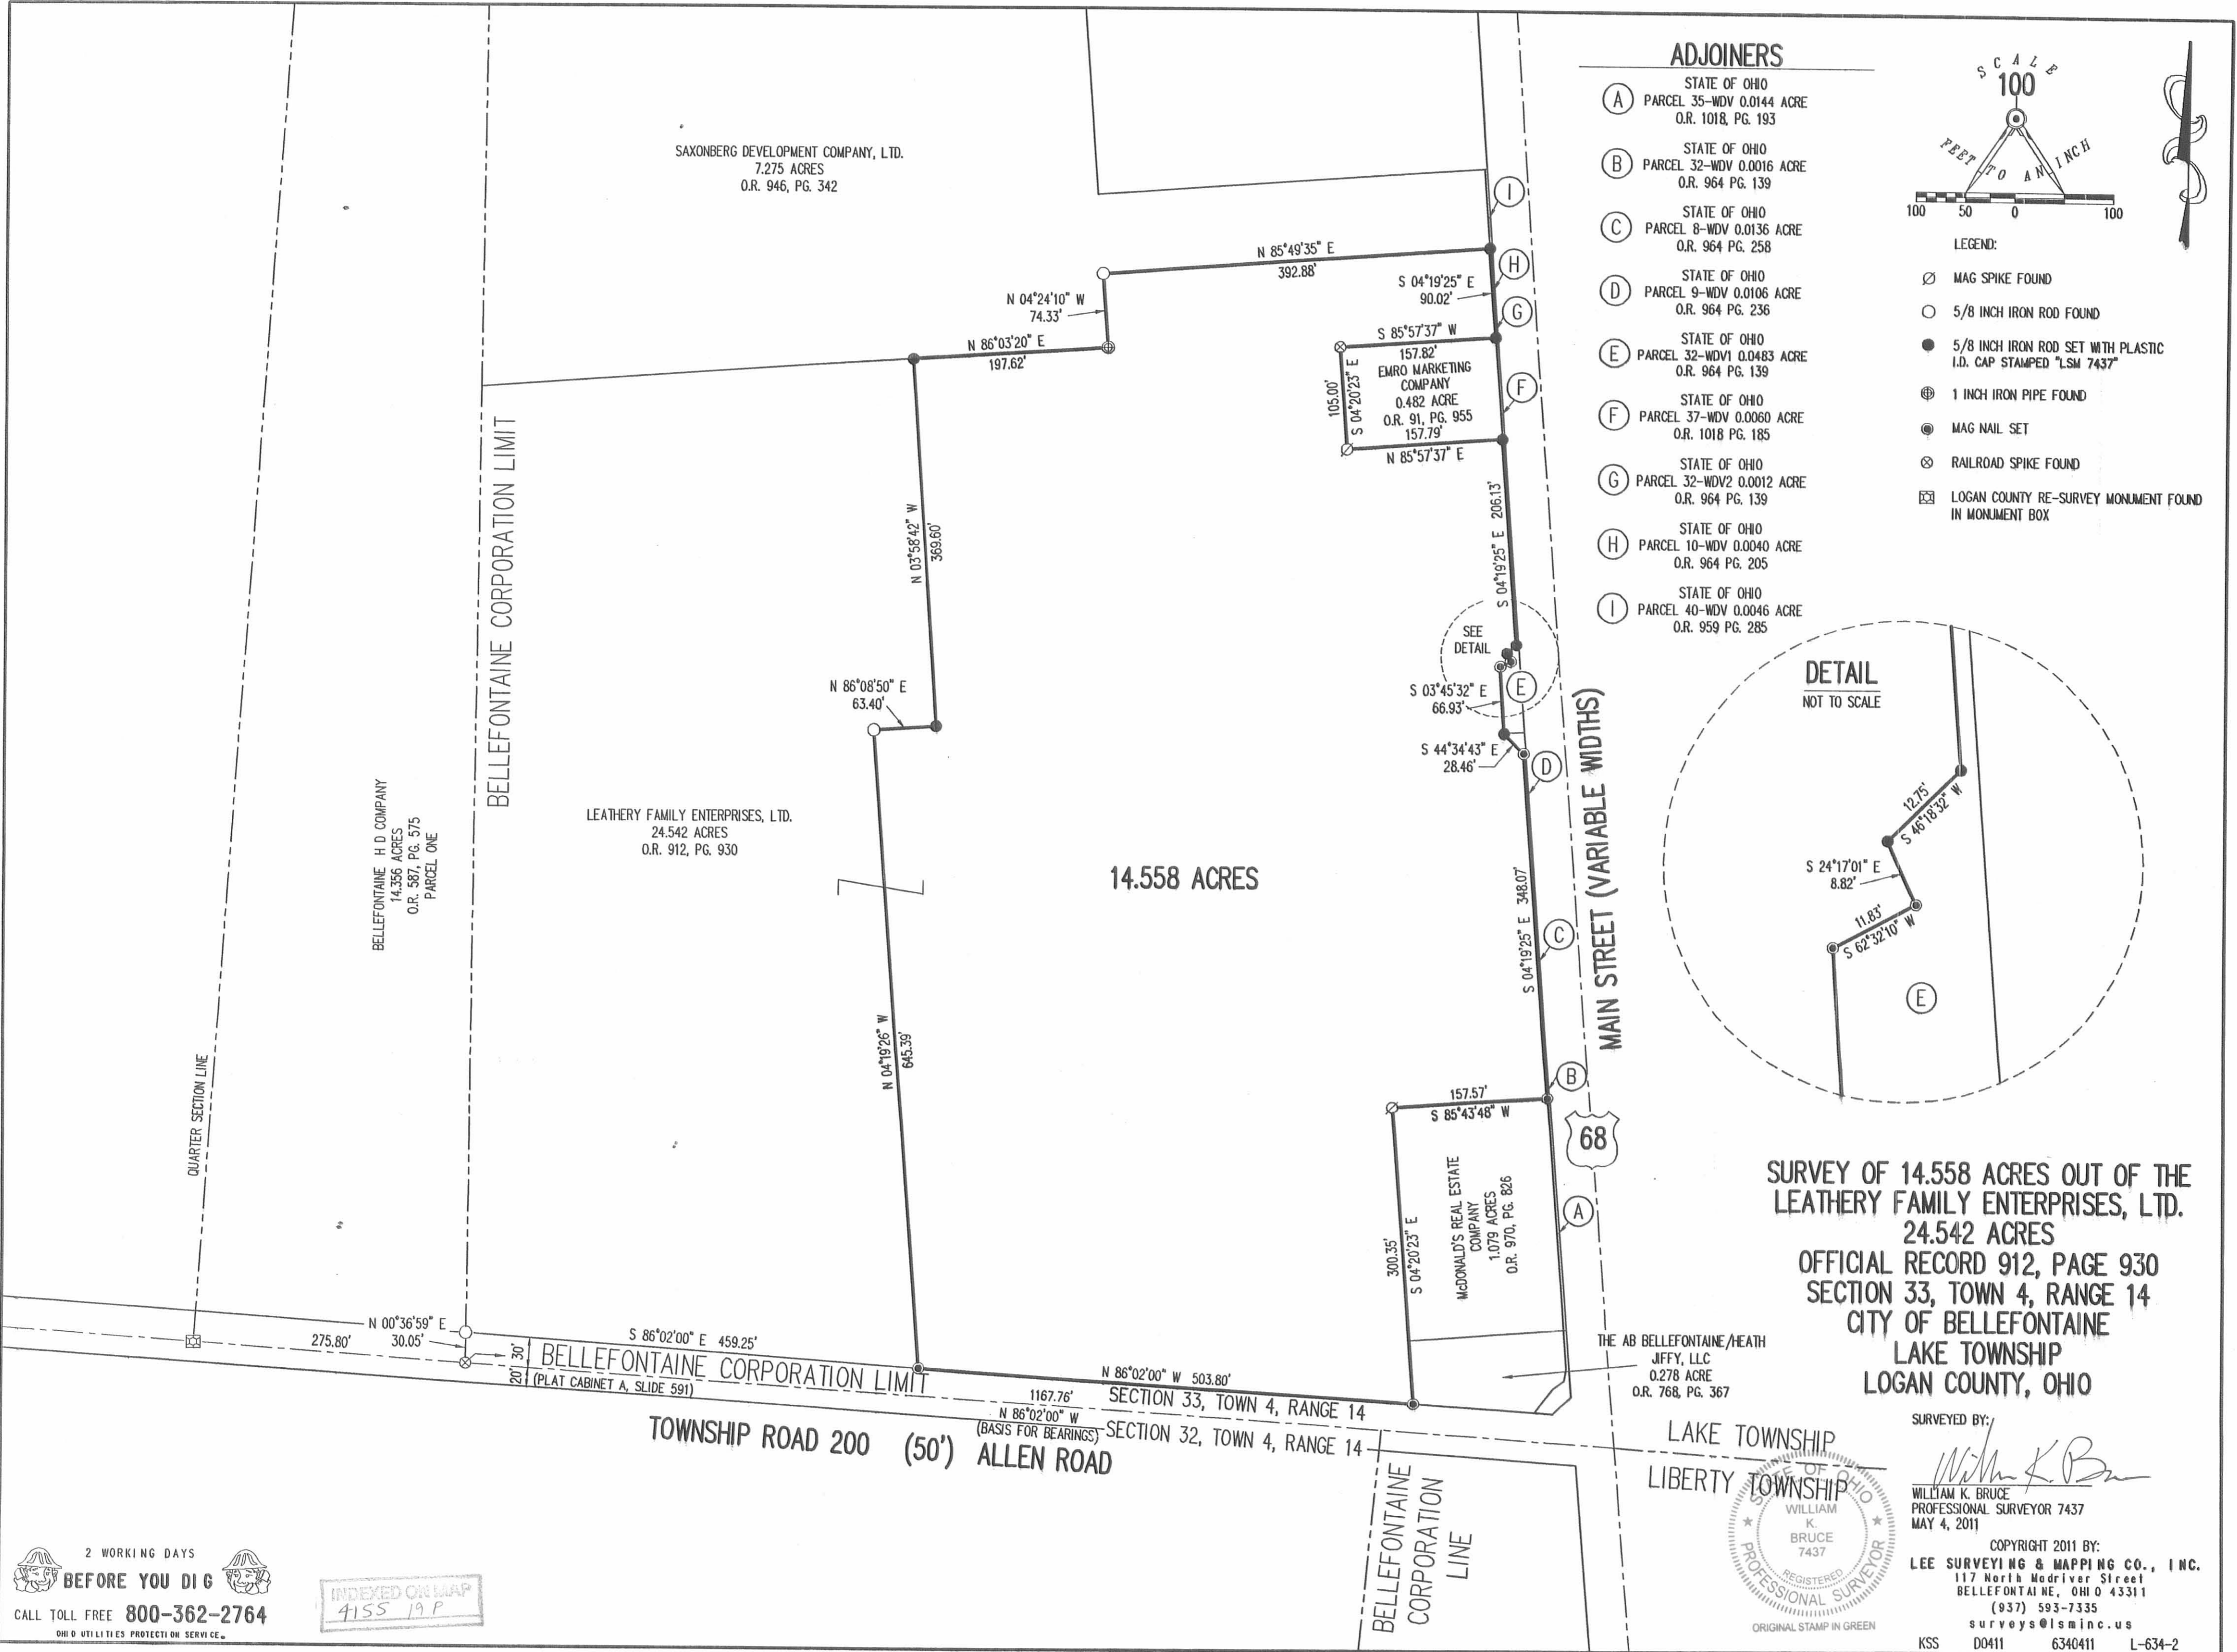 SAXONBERG DEVELOPMENT COMPANY, LTD.
7.275 ACRES
O.R. 946, PG. 342
N 85°49'35" E
392.88'
N 04°24'10" W
74.33'
N 86°03'20" E
197.62'
S 04°19'25" E
90.02'
S 85°57'37" W
157.82'
EMRO MARKETING
COMPANY
0.482 ACRE
O.R. 91, PG. 955
157.79'
N 85°57'37" E
105.00'
S 04°20'23" E
I
H
G
F
S 04°19'25" E 206.13'
SEE
DETAIL
E
S 03°45'32" E
66.93'
S 44°34'43" E
28.46'
D
S 04°19'25" E 348.07'
C
MAIN STREET (VARIABLE WIDTHS)
B
68
A
N 03°58'42" W
369.60'
N 86°08'50" E
63.40'
BELLEFONTAINE CORPORATION LIMIT
BELLEFONTAINE H D COMPANY
14.356 ACRES
O.R. 587, PG. 575
PARCEL ONE
LEATHERY FAMILY ENTERPRISES, LTD.
24.542 ACRES
O.R. 912, PG. 930
14.558 ACRES
N 04°19'26" W
645.39'
QUARTER SECTION LINE
157.57'
S 85°43'48" W
300.35'
S 04°20'23" E
McDONALD'S REAL ESTATE
COMPANY
1.079 ACRES
O.R. 970, PG. 826
THE AB BELLEFONTAINE/HEATH
JIFFY, LLC
0.278 ACRE
O.R. 768, PG. 367
N 00°36'59" E
30.05'
275.80'
S 86°02'00" E 459.25'
30'
20'
BELLEFONTAINE CORPORATION LIMIT
(PLAT CABINET A, SLIDE 591)
N 86°02'00" W 503.80'
1167.76'
N 86°02'00" W
(BASIS FOR BEARINGS)
SECTION 33, TOWN 4, RANGE 14
SECTION 32, TOWN 4, RANGE 14
TOWNSHIP ROAD 200 (50') ALLEN ROAD
BELLEFONTAINE
CORPORATION
LINE
LAKE TOWNSHIP
LIBERTY TOWNSHIP
ADJOINERS
A
STATE OF OHIO
PARCEL 35-WDV 0.0144 ACRE
O.R. 1018, PG. 193
B
STATE OF OHIO
PARCEL 32-WDV 0.0016 ACRE
O.R. 964 PG. 139
C
STATE OF OHIO
PARCEL 8-WDV 0.0136 ACRE
O.R. 964 PG. 258
D
STATE OF OHIO
PARCEL 9-WDV 0.0106 ACRE
O.R. 964 PG. 236
E
STATE OF OHIO
PARCEL 32-WDV1 0.0483 ACRE
O.R. 964 PG. 139
F
STATE OF OHIO
PARCEL 37-WDV 0.0060 ACRE
O.R. 1018 PG. 185
G
STATE OF OHIO
PARCEL 32-WDV2 0.0012 ACRE
O.R. 964 PG. 139
H
STATE OF OHIO
PARCEL 10-WDV 0.0040 ACRE
O.R. 964 PG. 205
I
STATE OF OHIO
PARCEL 40-WDV 0.0046 ACRE
O.R. 959 PG. 285
SCALE
100
FEET TO AN INCH
100 50 0 100
LEGEND:
MAG SPIKE FOUND
5/8 INCH IRON ROD FOUND
5/8 INCH IRON ROD SET WITH PLASTIC
I.D. CAP STAMPED "LSM 7437"
1 INCH IRON PIPE FOUND
MAG NAIL SET
RAILROAD SPIKE FOUND
LOGAN COUNTY RE-SURVEY MONUMENT FOUND
IN MONUMENT BOX
DETAIL
NOT TO SCALE
12.75'
S 46°18'32" W
S 24°17'01" E
8.82'
11.83'
S 62°32'10" W
E
SURVEY OF 14.558 ACRES OUT OF THE
LEATHERY FAMILY ENTERPRISES, LTD.
24.542 ACRES
OFFICIAL RECORD 912, PAGE 930
SECTION 33, TOWN 4, RANGE 14
CITY OF BELLEFONTAINE
LAKE TOWNSHIP
LOGAN COUNTY, OHIO
SURVEYED BY:
William K. Bruce
WILLIAM K. BRUCE
PROFESSIONAL SURVEYOR 7437
MAY 4, 2011
COPYRIGHT 2011 BY:
LEE SURVEYING & MAPPING CO., INC.
117 North Madriver Street
BELLEFONTAINE, OHIO 43311
(937) 593-7335
surveys@lsminc.us
KSS D0411 6340411 L-634-2
STATE OF OHIO
WILLIAM
K.
BRUCE
7437
REGISTERED
PROFESSIONAL SURVEYOR
ORIGINAL STAMP IN GREEN
2 WORKING DAYS
BEFORE YOU DIG
CALL TOLL FREE 800-362-2764
OHIO UTILITIES PROTECTION SERVICE.
INDEXED ON MAP
4155 19P